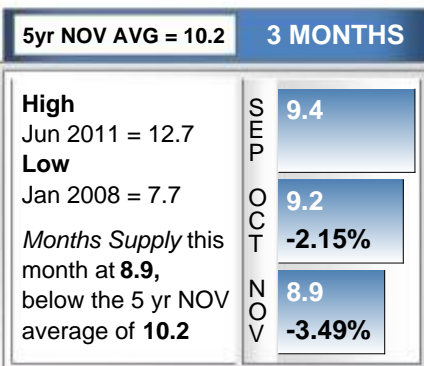 5yr NOV AVG = 10.2
3 MONTHS
High
Jun 2011 = 12.7
Low
Jan 2008 = 7.7
Months Supply this
month at 8.9,
below the 5 yr NOV
average of 10.2
SEP
9.4
OCT
9.2
-2.15%
NOV
8.9
-3.49%